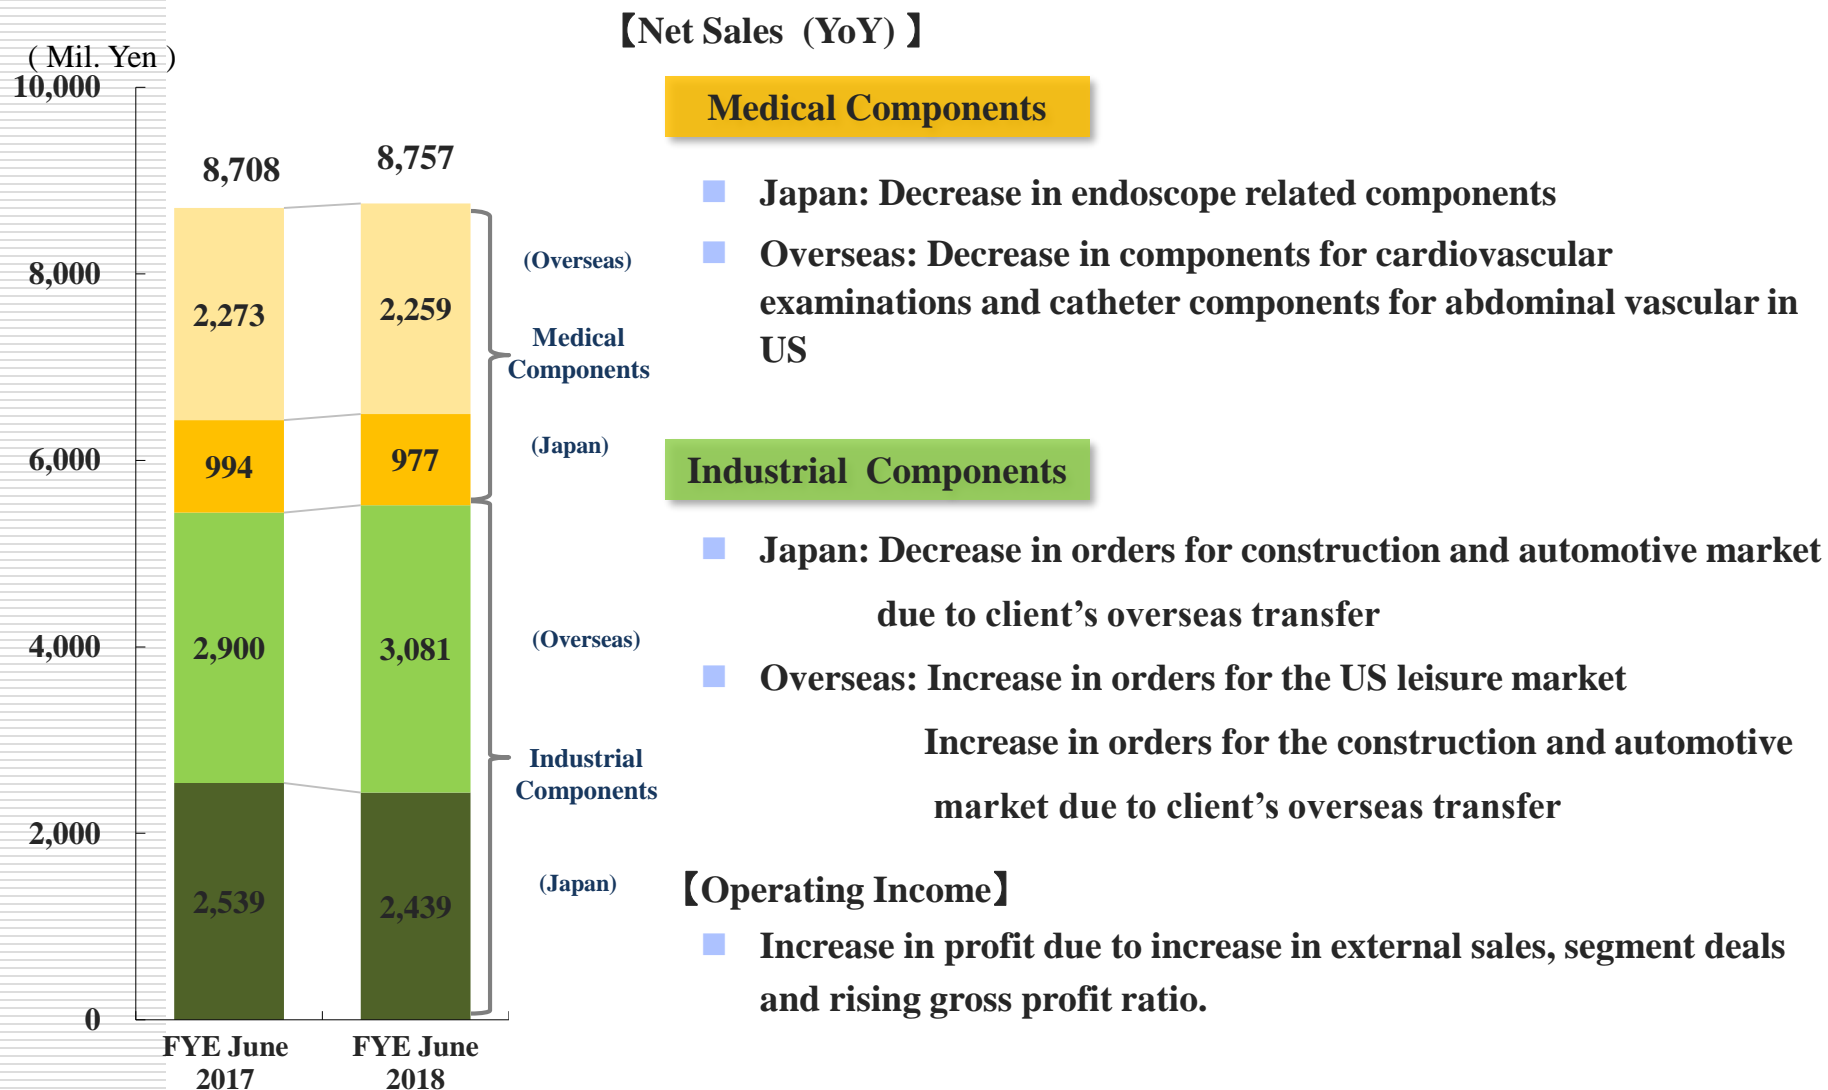 【Net Sales (YoY) 】
( Mil. Yen )
10,000
8,000
6,000
4,000
2,000
0
8,708
8,757
2,273
2,259
994
977
2,900
3,081
2,539
2,439
FYE June
2017
FYE June
2018
(Overseas)
Medical
Components
(Japan)
(Overseas)
Industrial
Components
(Japan)
Medical Components
Japan: Decrease in endoscope related components
Overseas: Decrease in components for cardiovascular
examinations and catheter components for abdominal vascular in
US
Industrial Components
Japan: Decrease in orders for construction and automotive market
due to client’s overseas transfer
Overseas: Increase in orders for the US leisure market
Increase in orders for the construction and automotive
market due to client’s overseas transfer
【Operating Income】
Increase in profit due to increase in external sales, segment deals
and rising gross profit ratio.